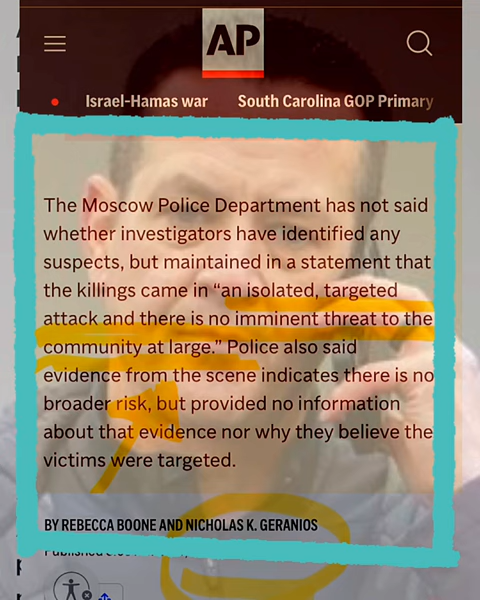 AP
Israel-Hamas war South Carolina GOP Primary
The Moscow Police Department has not said
whether investigators have identified any
suspects, but maintained in a statement that
the killings came in “an isolated, targeted
attack and there is no imminent threat to the
community at large.” Police also said
evidence from the scene indicates there is no
broader risk, but provided no information
about that evidence nor why they believe the
victims were targeted.
BY REBECCA BOONE AND NICHOLAS K. GERANIOS
Published